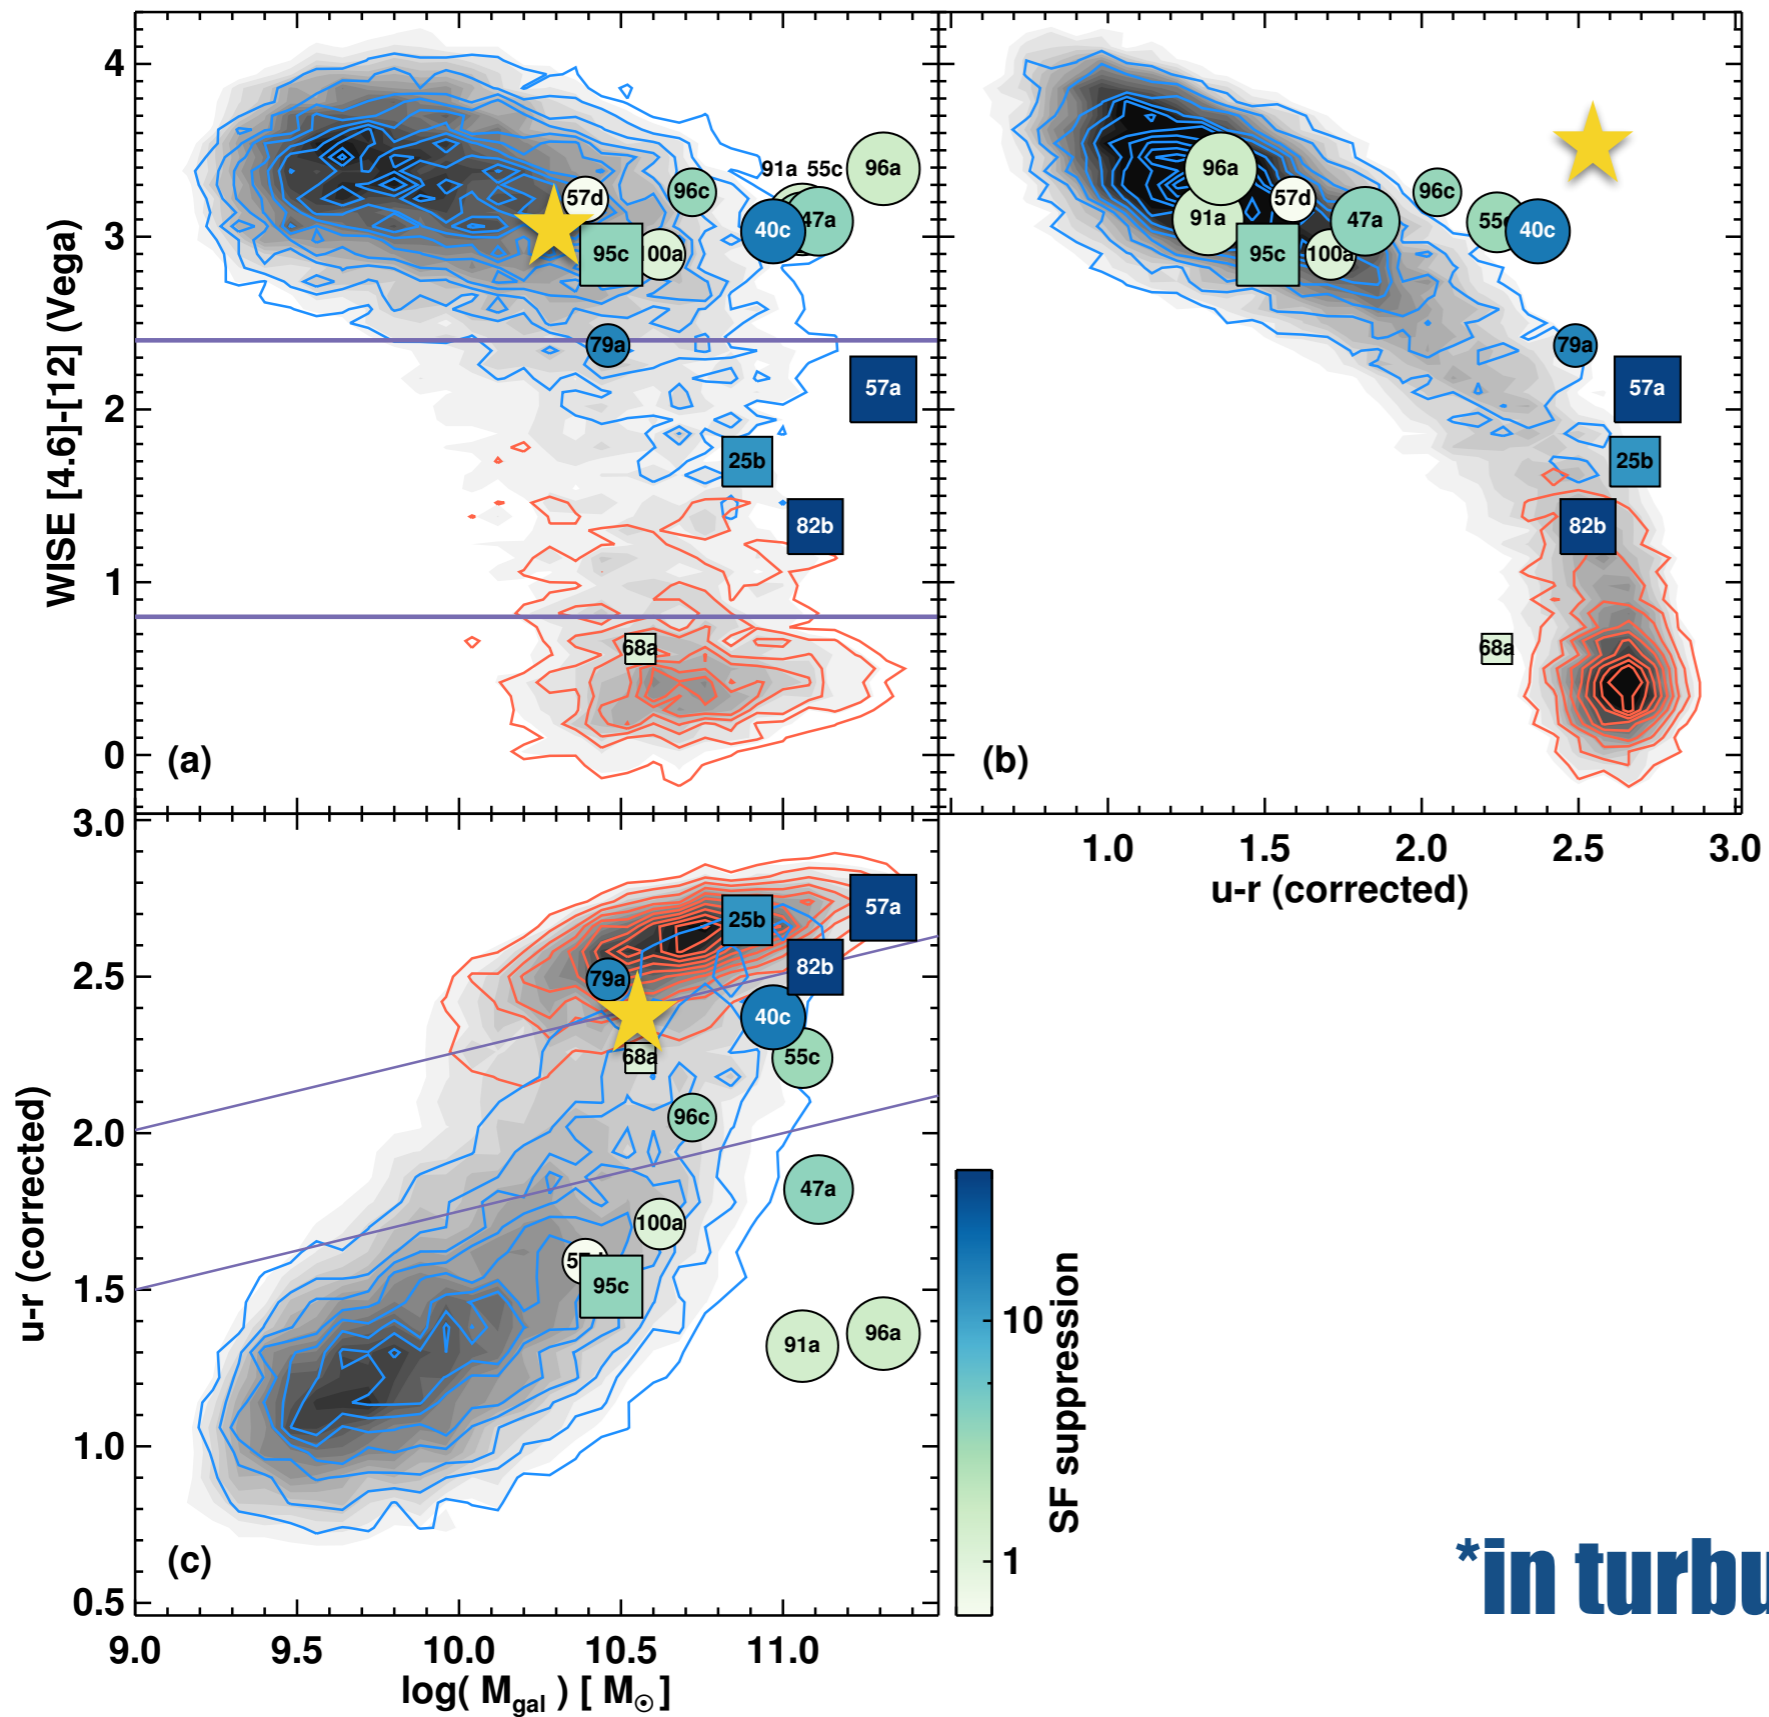 4
3
2
1
0
WISE [4.6]-[12] (Vega)
91a 55c
96a
57d
96c
47a
40c
95c
00a
79a
57a
25b
82b
68a
(a)
96a
57d
96c
91a
47a
55c
40c
95c
100a
79a
57a
25b
82b
68a
(b)
1.0 1.5 2.0 2.5 3.0
u-r (corrected)
3.0
2.5
2.0
1.5
1.0
0.5
u-r (corrected)
25b
57a
79a
82b
40c
68a
55c
96c
47a
100a
95c
91a
96a
(c)
9.0 9.5 10.0 10.5 11.0
log( Mgal ) [ M☉]
10
1
SF suppression
*in turbu